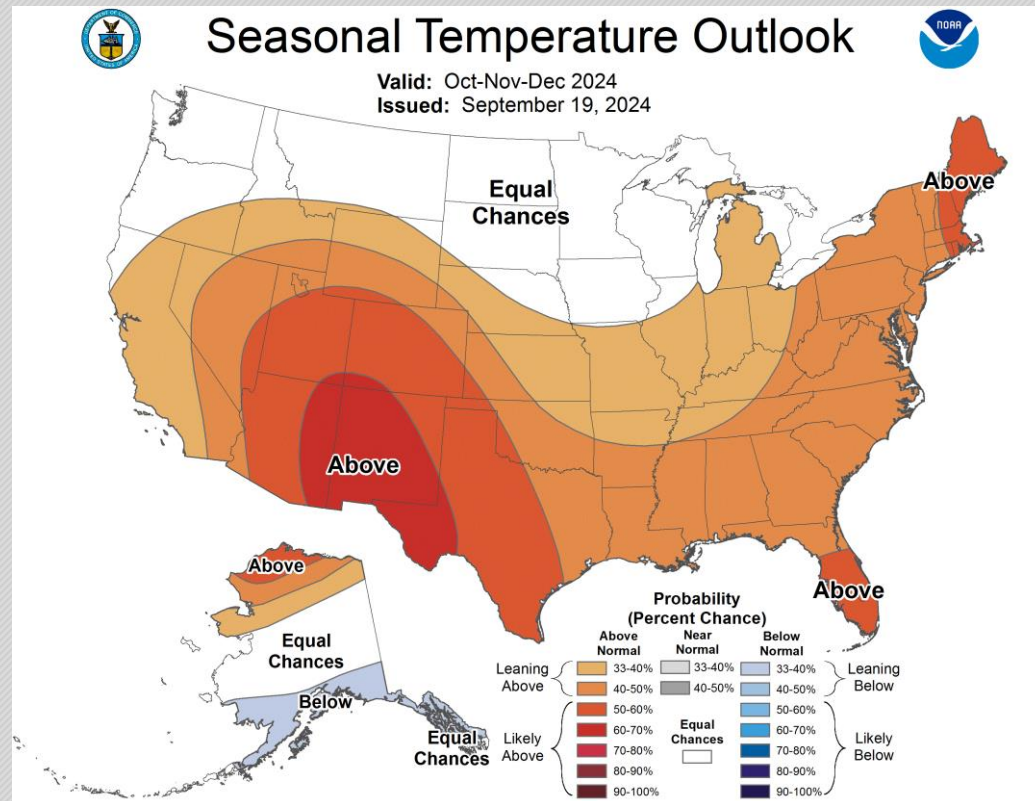 Seasonal Temperature Outlook
NOAA
Valid: Oct-Nov-Dec 2024
Issued: September 19, 2024
Equal
Chances
Above
Above
Above
Above
Equal
Chances
Below
Equal
Chances
Probability
(Percent Chance)
Above
Normal
Near
Normal
Below
Normal
Leaning
Above
33-40%
40-50%
33-40%
40-50%
33-40%
40-50%
Leaning
Below
Likely
Above
50-60%
60-70%
70-80%
80-90%
90-100%
Equal
Chances
50-60%
60-70%
70-80%
80-90%
90-100%
Likely
Below